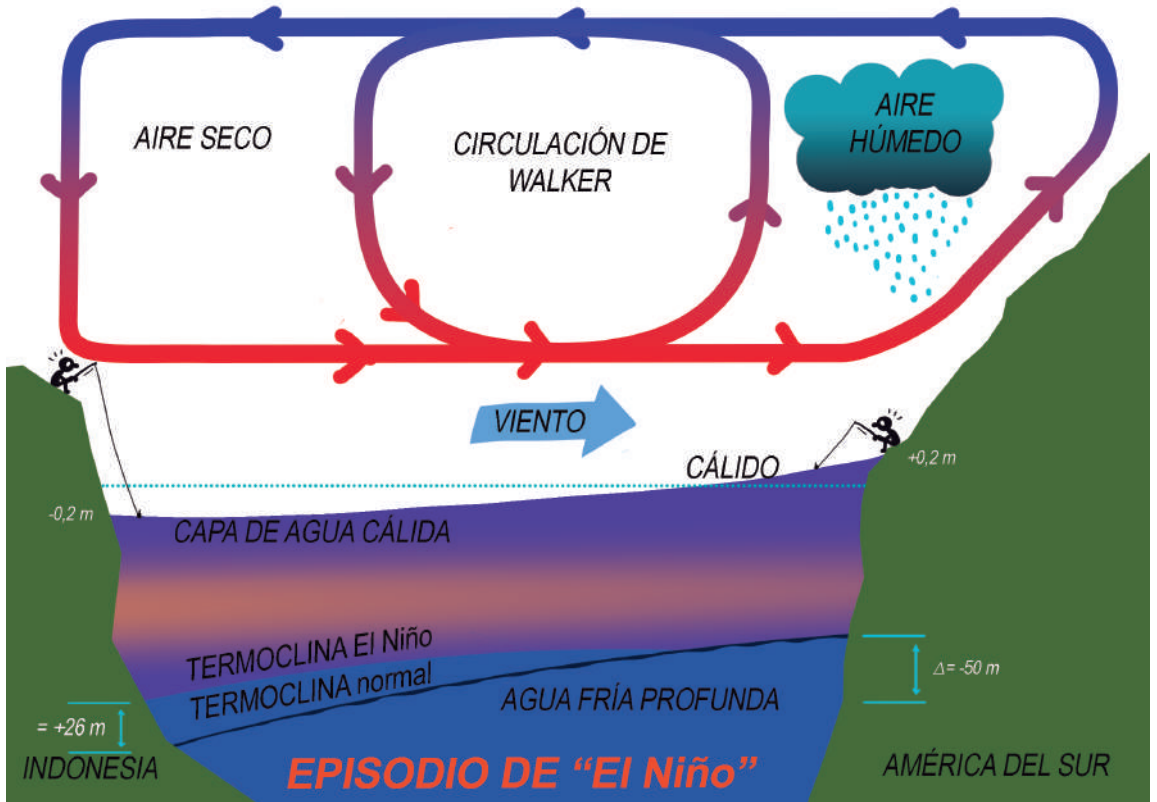 AIRE SECO
CIRCULACIÓN DE
WALKER
AIRE
HÚMEDO
VIENTO
CÁLIDO
+0,2 m
-0,2 m
CAPA DE AGUA CÁLIDA
TERMOCLINA El Niño
TERMOCLINA normal
AGUA FRÍA PROFUNDA
Δ= -50 m
= +26 m
INDONESIA
EPISODIO DE “El Niño”
AMÉRICA DEL SUR